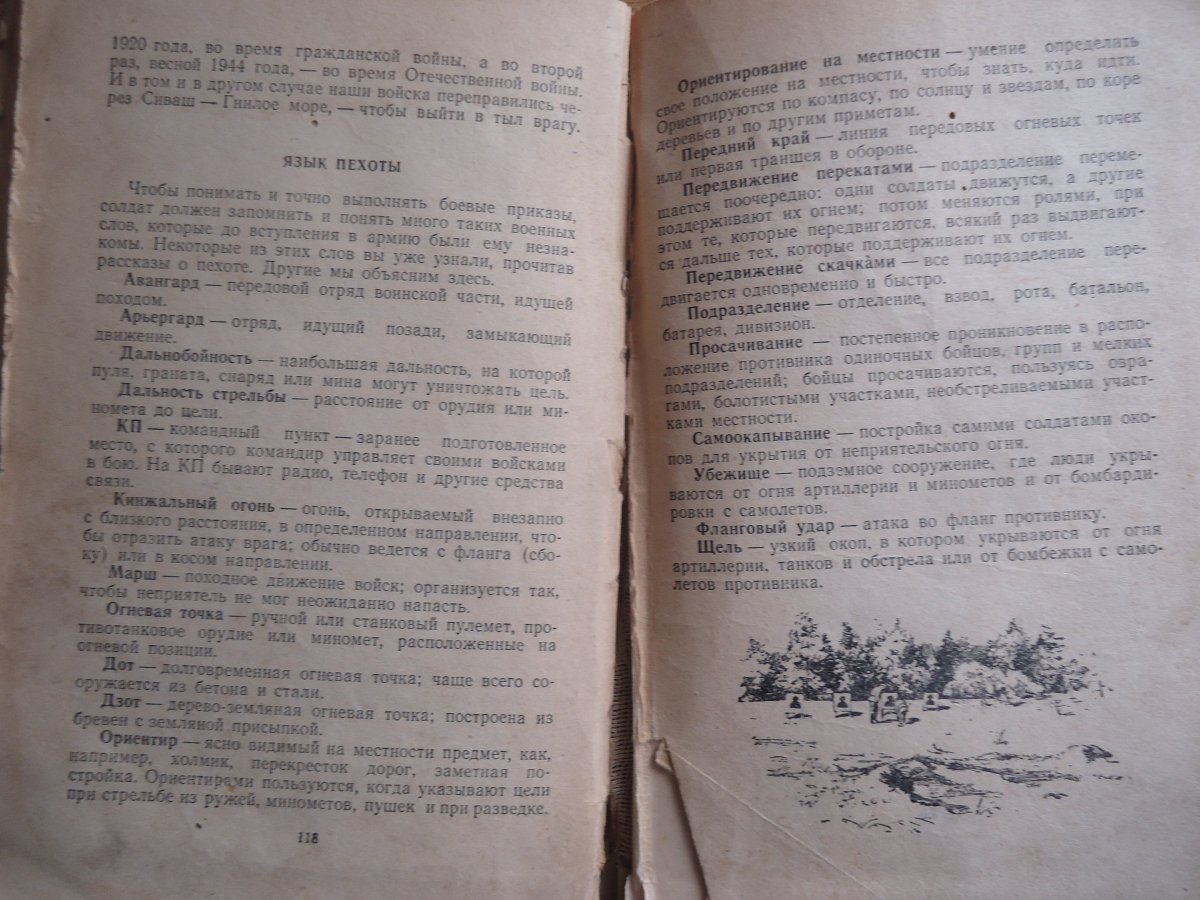 1920 года, во время гражданской войны, а во второй
раз, весной 1944 года, — во время Отечественной войны.
И в том и в другом случае наши войска переправились че-
рез Сиваш — Гнилое море, — чтобы выйти в тыл врагу.
ЯЗЫК ПЕХОТЫ
Чтобы понимать и точно выполнять боевые приказы,
солдат должен запомнить и понять много таких военных
слов, которые до вступления в армию были ему незна-
комы. Некоторые из этих слов вы уже узнали, прочитав
рассказы о пехоте. Другие мы объясним здесь.
Авангард — передовой отряд воинской части, идущей
походом.
Арьергард — отряд, идущий позади, замыкающий
движение.
Дальнобойность — наибольшая дальность, на которой
пуля, граната, снаряд или мина могут уничтожать цель.
Дальность стрельбы — расстояние от орудия или ми-
номета до цели.
КП — командный пункт — заранее подготовленное
место, с которого командир управляет своими войсками
в бою. На КП бывают радио, телефон и другие средства
связи.
Кинжальный огонь — огонь, открываемый внезапно
с близкого расстояния, в определенном направлении, что-
бы отразить атаку врага; обычно ведется с фланга (сбо-
ку) или в косом направлении.
Марш — походное движение войск; организуется так,
чтобы неприятель не мог неожиданно напасть.
Огневая точка — ручной или станковый пулемет, про-
тивотанковое орудие или миномет, расположенные на
огневой позиции.
Дот — долговременная огневая точка; чаще всего со-
оружается из бетона и стали.
Дзот — дерево-земляная огневая точка; построена из
бревен с земляной присыпкой.
Ориентир — ясно видимый на местности предмет, как,
например, холмик, перекресток дорог, заметная по-
стройка. Ориентирами пользуются, когда указывают цели
при стрельбе из ружей, минометов, пушек и при разведке.
118
Ориентирование на местности — умение определить
свое положение на местности, чтобы знать, куда идти.
Ориентируются по компасу, по солнцу и звездам, по коре
деревьев и по другим приметам.
Передний край — линия передовых огневых точек
или первая траншея в обороне.
Передвижение перекатами — подразделение переме-
щается поочередно: одни солдаты движутся, а другие
поддерживают их огнем; потом меняются ролями, при
этом те, которые передвигаются, всякий раз выдвигают-
ся дальше тех, которые поддерживают их огнем.
Передвижение скачками — все подразделение пере-
двигается одновременно и быстро.
Подразделение — отделение, взвод, рота, батальон,
батарея, дивизион.
Просачивание — постепенное проникновение в распо-
ложение противника одиночных бойцов, групп и мелких
подразделений; бойцы просачиваются, пользуясь овра-
гами, болотистыми участками, необстреливаемыми участ-
ками местности.
Самоокапывание — постройка самими солдатами око-
пов для укрытия от неприятельского огня.
Убежище — подземное сооружение, где люди укры-
ваются от огня артиллерии и минометов и от бомбарди-
ровки с самолетов.
Фланговый удар — атака во фланг противнику.
Щель — узкий окоп, в котором укрываются от огня
артиллерии, танков и обстрела или от бомбежки с само-
летов противника.